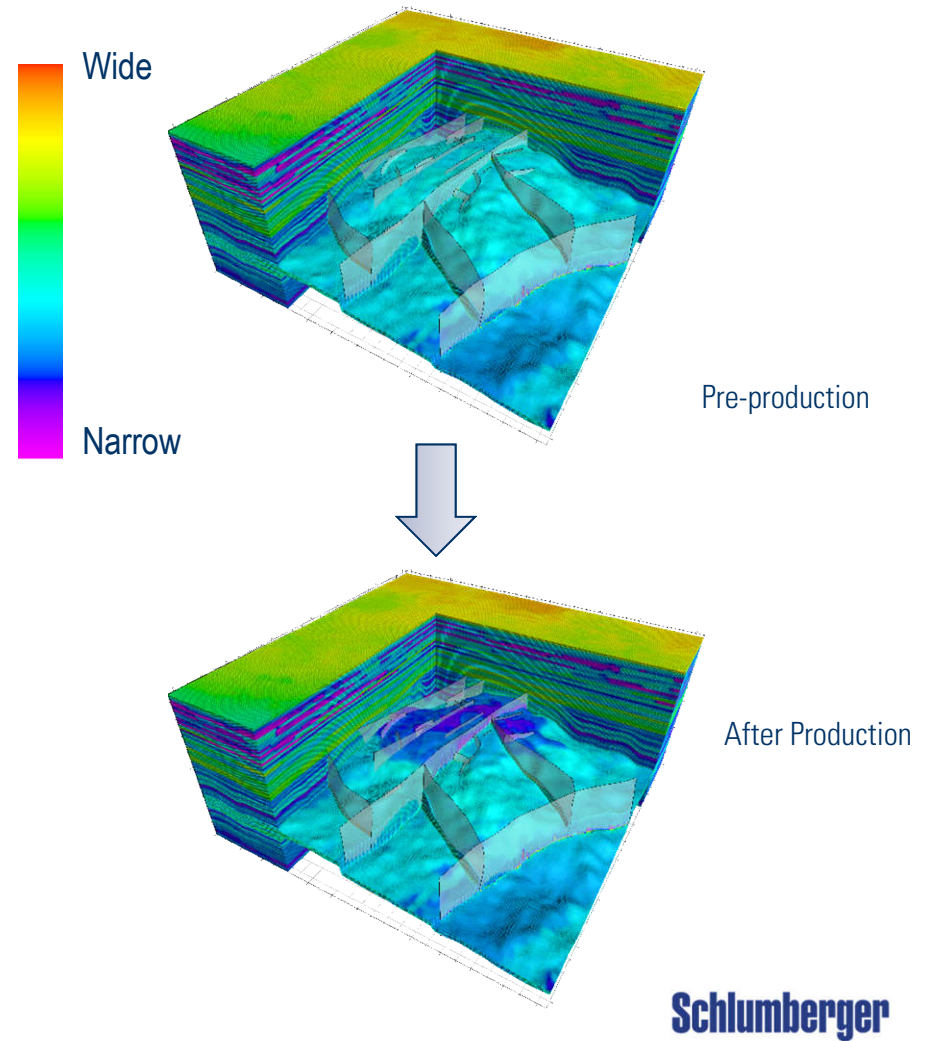 Wide
Narrow
Pre-production
After Production
Schlumberger